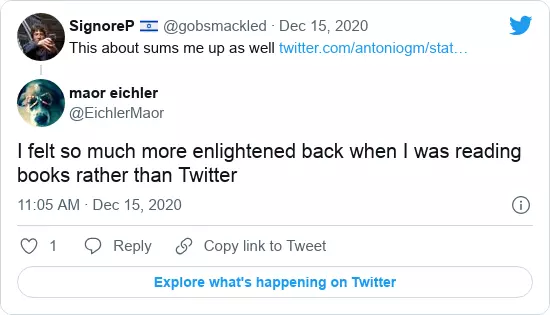 SignoreP 🇮🇱 @gobsmackled · Dec 15, 2020
This about sums me up as well twitter.com/antoniogm/stat…
maor eichler
@EichlerMaor
I felt so much more enlightened back when I was reading
books rather than Twitter
11:05 AM · Dec 15, 2020
1 Reply Copy link to Tweet
Explore what's happening on Twitter